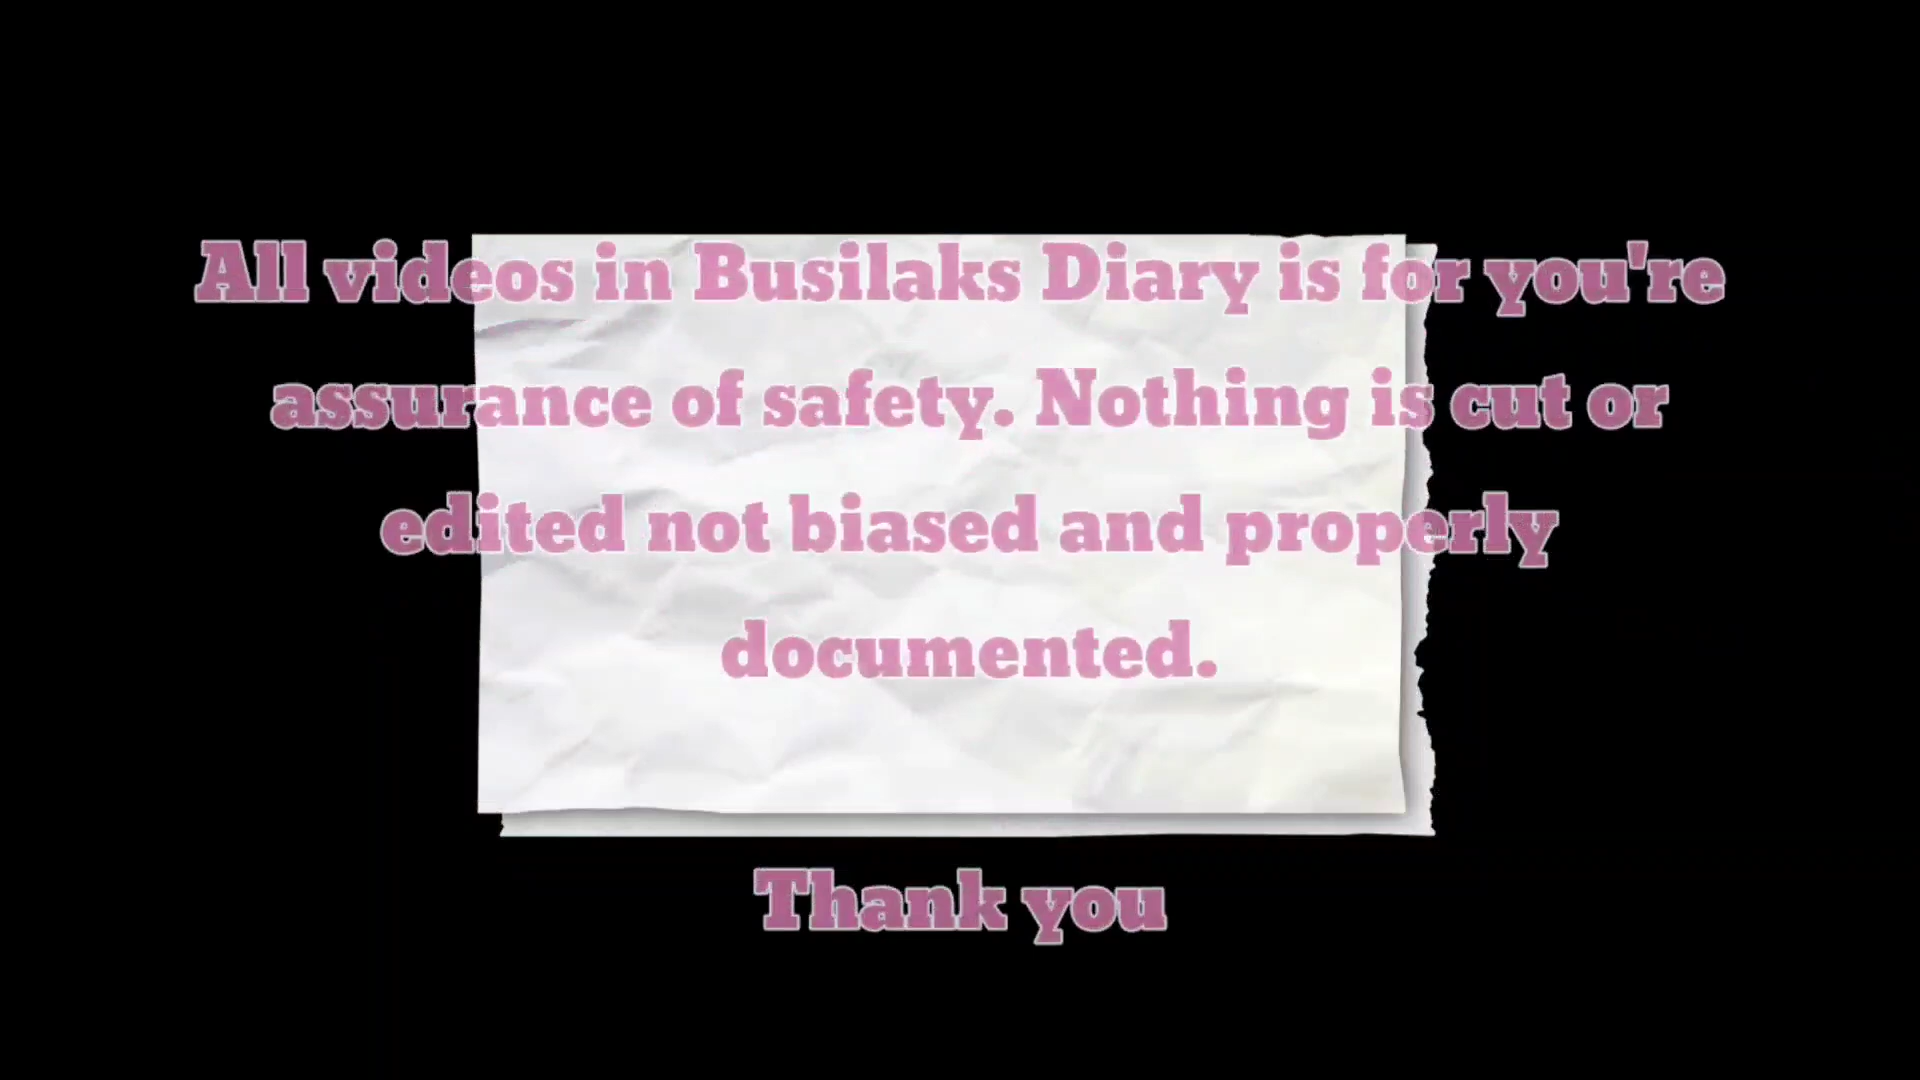 All videos in Busilaks Diary is for you're
assurance of safety. Nothing is cut or
edited not biased and properly
documented.
Thank you